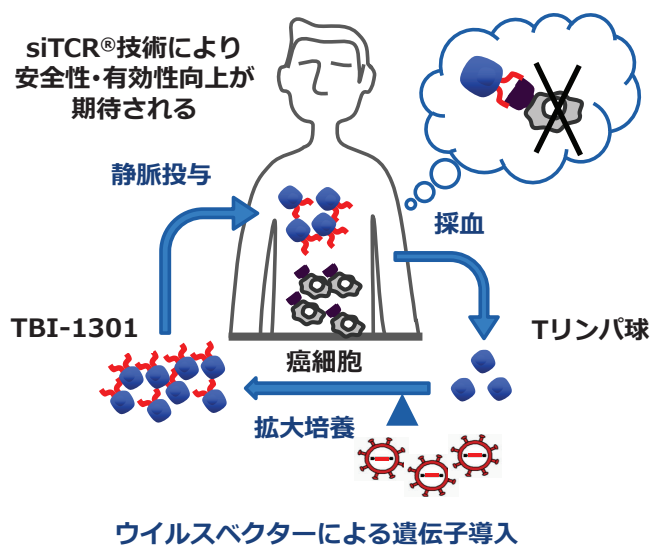 siTCR®技術により
安全性・有効性向上が
期待される
静脈投与
採血
TBI-1301
Tリンパ球
癌細胞
拡大培養
ウイルスベクターによる遺伝子導入